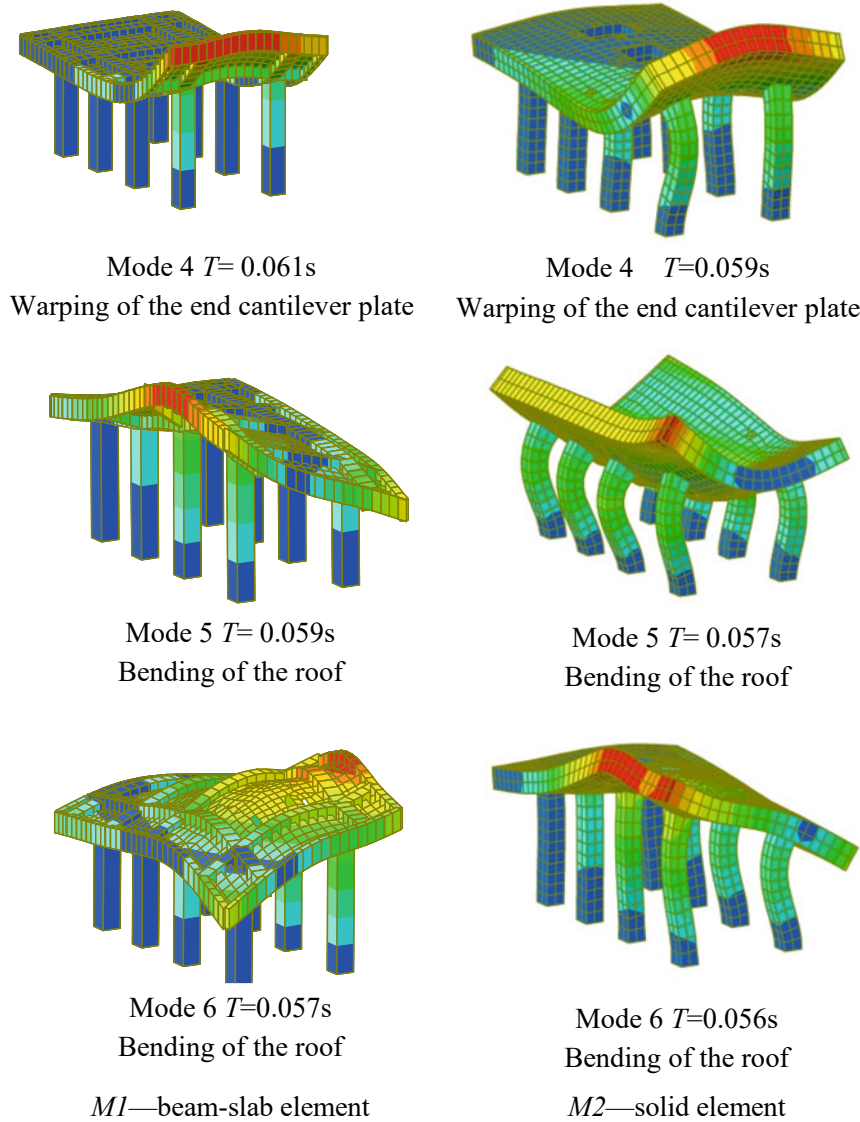 Mode 4 T= 0.061s
Warping of the end cantilever plate
Mode 4 T=0.059s
Warping of the end cantilever plate
Mode 5 T= 0.059s
Bending of the roof
Mode 5 T= 0.057s
Bending of the roof
Mode 6 T=0.057s
Bending of the roof
Mode 6 T=0.056s
Bending of the roof
M1—beam-slab element
M2—solid element